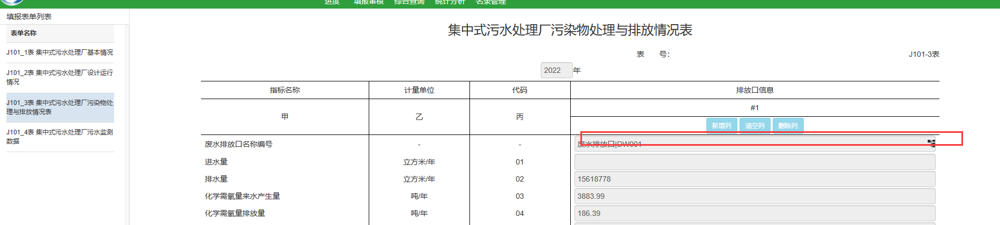 进度 填报审核 综合查询 统计分析 名录管理
填报表单列表
表单名称
J101_1表 集中式污水处理厂基本情况
J101_2表 集中式污水处理厂设计运行
情况
J101_3表 集中式污水处理厂污染物处
理与排放情况表
J101_4表 集中式污水处理厂污水监测
数据
集中式污水处理厂污染物处理与排放情况表
表 号： J101-3表
2022 年
指标名称 计量单位 代码 排放口信息
甲 乙 丙 #1
新增列 清空列 删除列
废水排放口名称编号 - - 废水排放口|DW001
进水量 立方米/年 01
排水量 立方米/年 02 15618778
化学需氧量来水产生量 吨/年 03 3883.99
化学需氧量排放量 吨/年 04 186.39